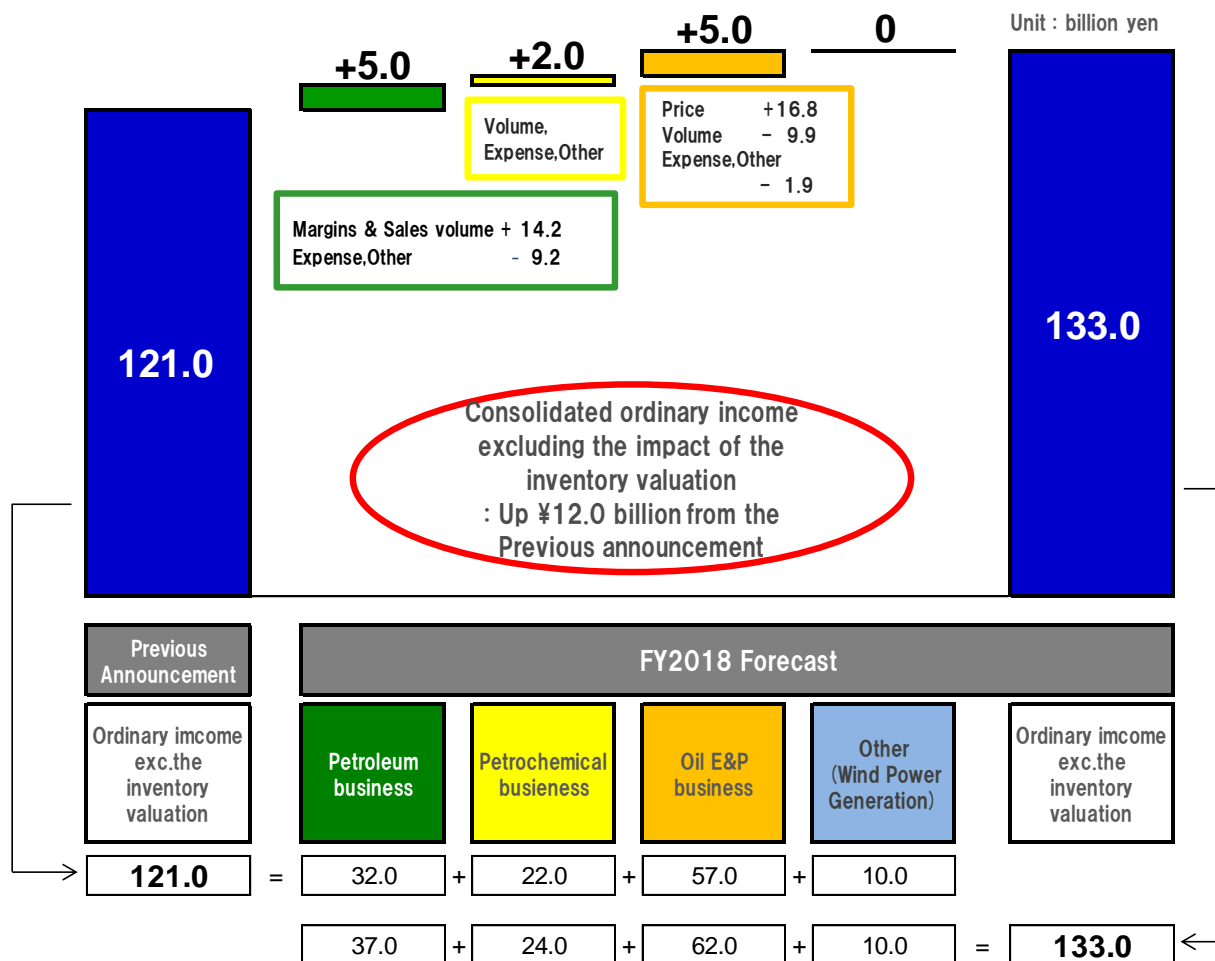 Unit : billion yen
+5.0
+2.0
+5.0
0
Volume,
Expense,Other
Price +16.8
Volume - 9.9
Expense,Other
- 1.9
Margins & Sales volume + 14.2
Expense,Other - 9.2
121.0
133.0
Consolidated ordinary income
excluding the impact of the
inventory valuation
: Up ¥12.0 billion from the
Previous announcement
Previous
Announcement
FY2018 Forecast
Ordinary imcome
exc.the
inventory
valuation
Petroleum
business
Petrochemical
busieness
Oil E&P
business
Other
(Wind Power
Generation)
Ordinary imcome
exc.the
inventory
valuation
121.0 = 32.0 + 22.0 + 57.0 + 10.0
37.0 + 24.0 + 62.0 + 10.0 = 133.0